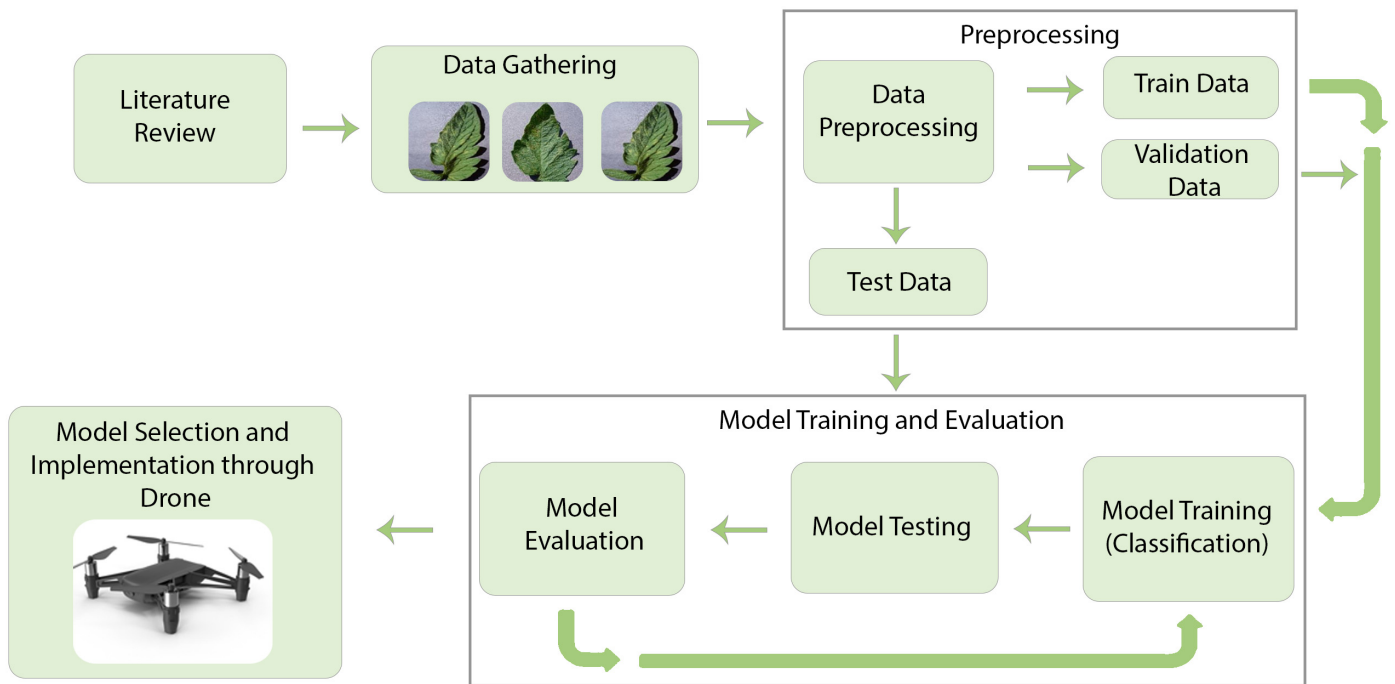 Literature
Review
Data Gathering
Preprocessing
Data
Preprocessing
Train Data
Validation
Data
Test Data
Model Training and Evaluation
Model Training
(Classification)
Model Testing
Model
Evaluation
Model Selection and
Implementation through
Drone